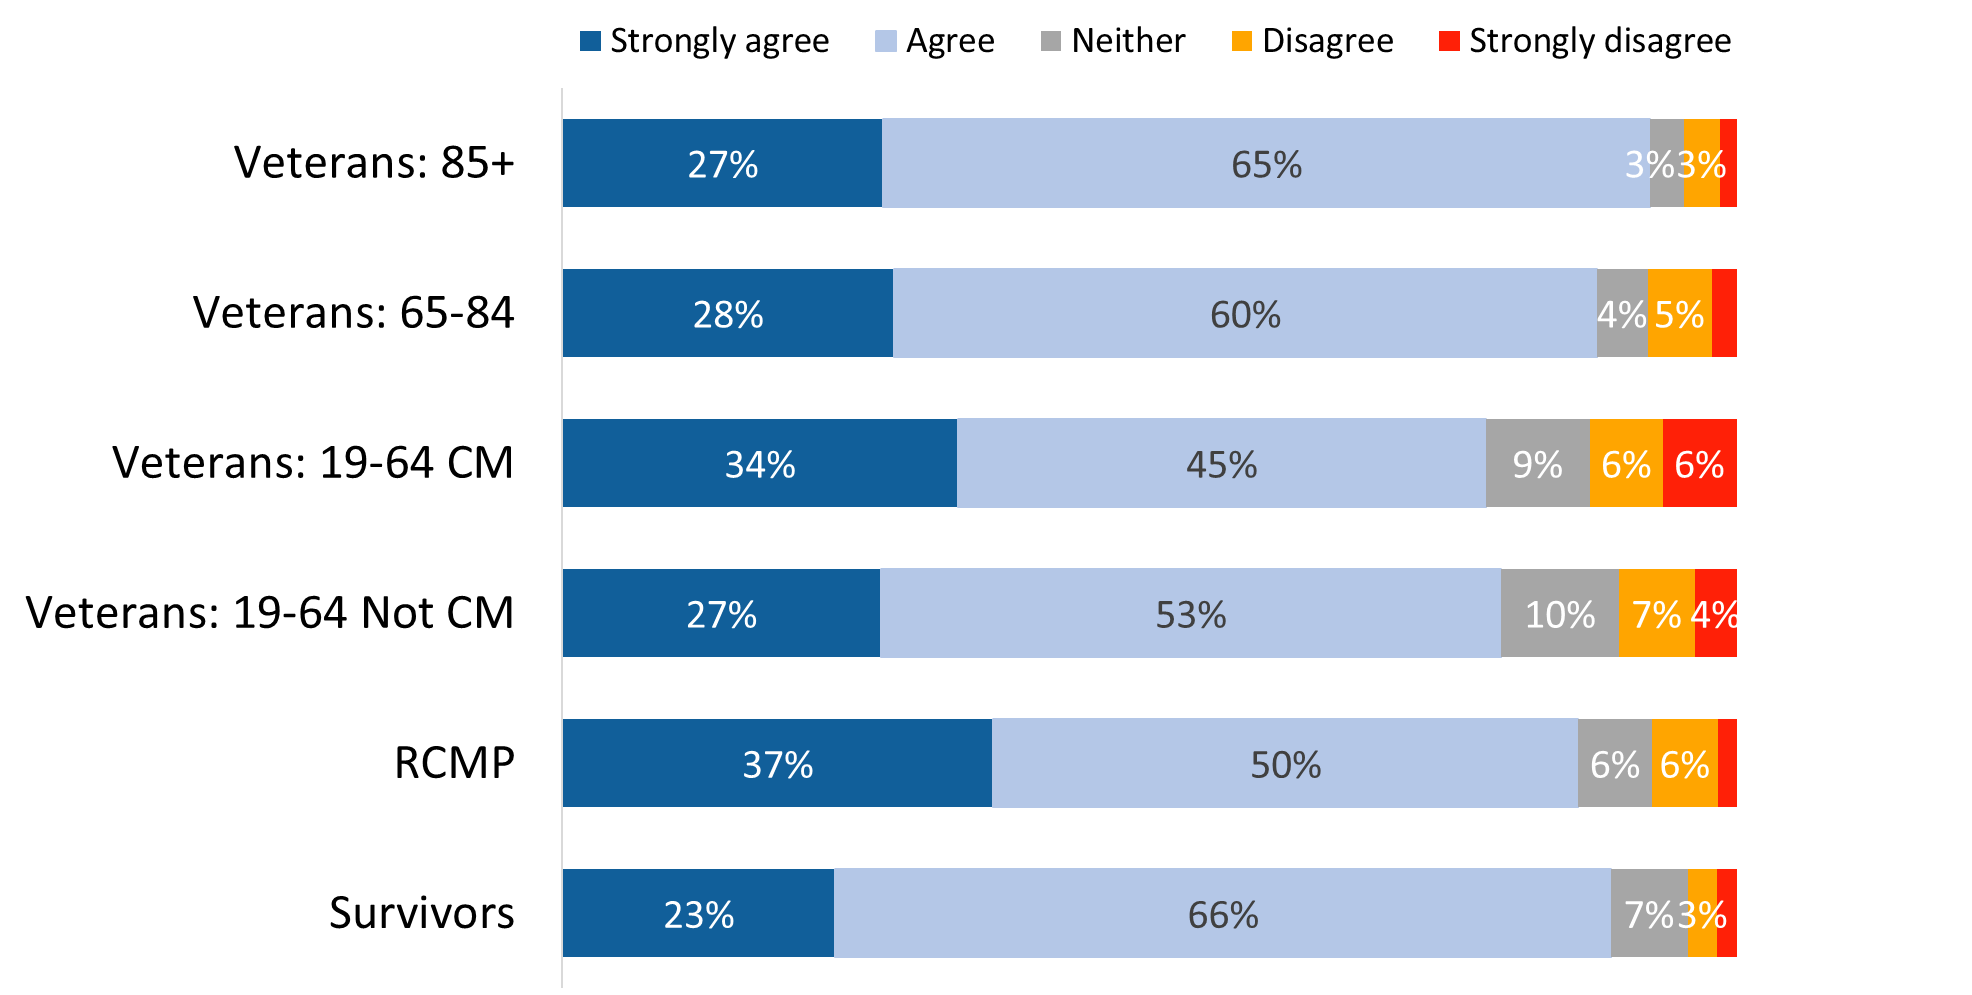 Strongly agree Agree Neither Disagree Strongly disagree
Veterans: 85+ 27% 65% 3% 3%
Veterans: 65-84 28% 60% 4% 5%
Veterans: 19-64 CM 34% 45% 9% 6% 6%
Veterans: 19-64 Not CM 27% 53% 10% 7% 4%
RCMP 37% 50% 6% 6%
Survivors 23% 66% 7% 3%